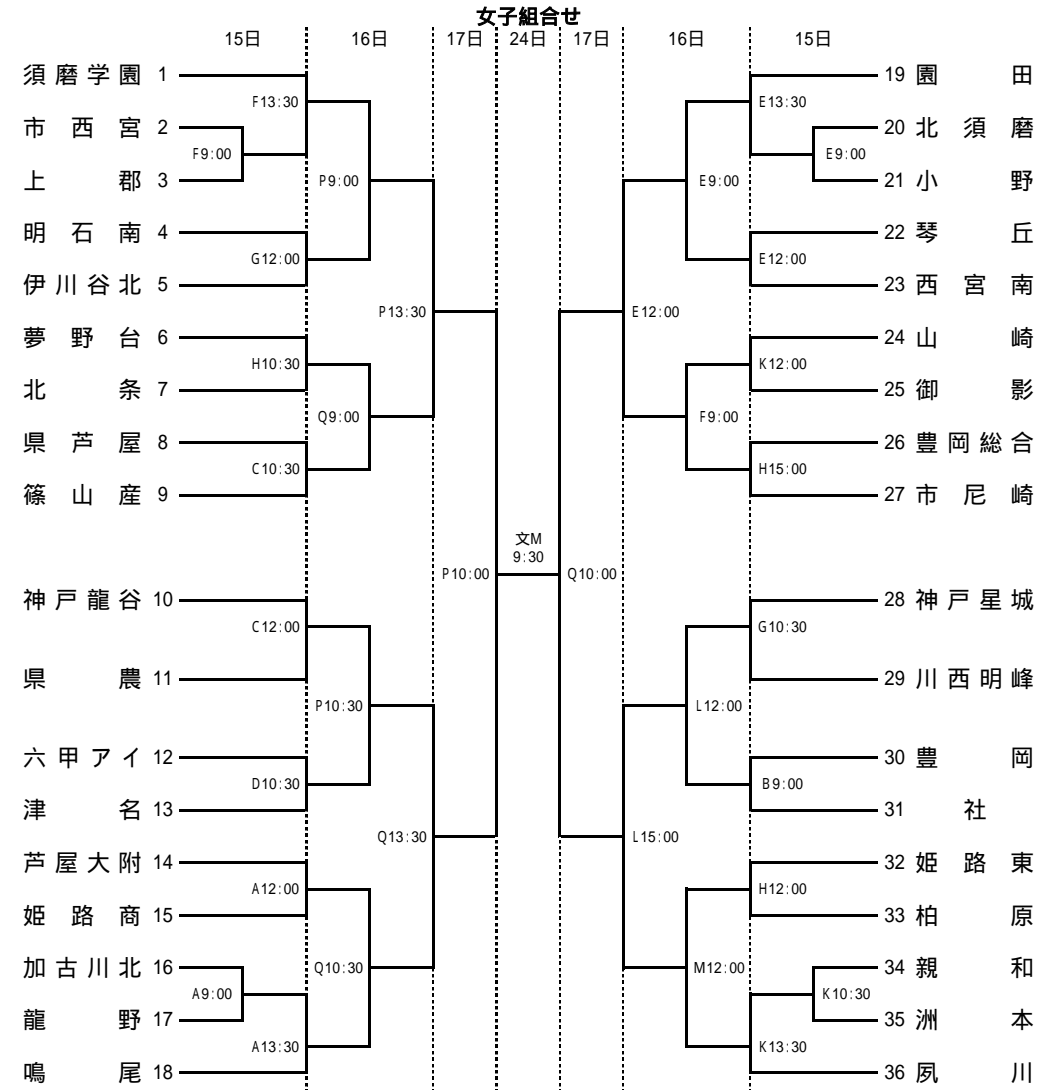 女子組合せ
15日 16日 17日 24日 17日 16日 15日
須磨学園 1 19 園田
F13:30 E13:30
市西宮 2 20 北須磨
F9:00 E9:00
上郡 3 P9:00 E9:00 21 小野
明石南 4 22 琴丘
G12:00 E12:00
伊川谷北 5 23 西宮南
P13:30 E12:00
夢野台 6 24 山崎
H10:30 K12:00
北条 7 25 御影
Q9:00 F9:00
県芦屋 8 26 豊岡総合
C10:30 H15:00
篠山産 9 27 市尼崎
文M
9:30
P10:00 Q10:00
神戸龍谷 10 28 神戸星城
C12:00 G10:30
県農 11 29 川西明峰
P10:30 L12:00
六甲アイ 12 30 豊岡
D10:30 B9:00
津名 13 31 社
Q13:30 L15:00
芦屋大附 14 32 姫路東
A12:00 H12:00
姫路商 15 33 柏原
加古川北 16 Q10:30 M12:00 34 親和
A9:00 K10:30
龍野 17 35 洲本
A13:30 K13:30
鳴尾 18 36 夙川